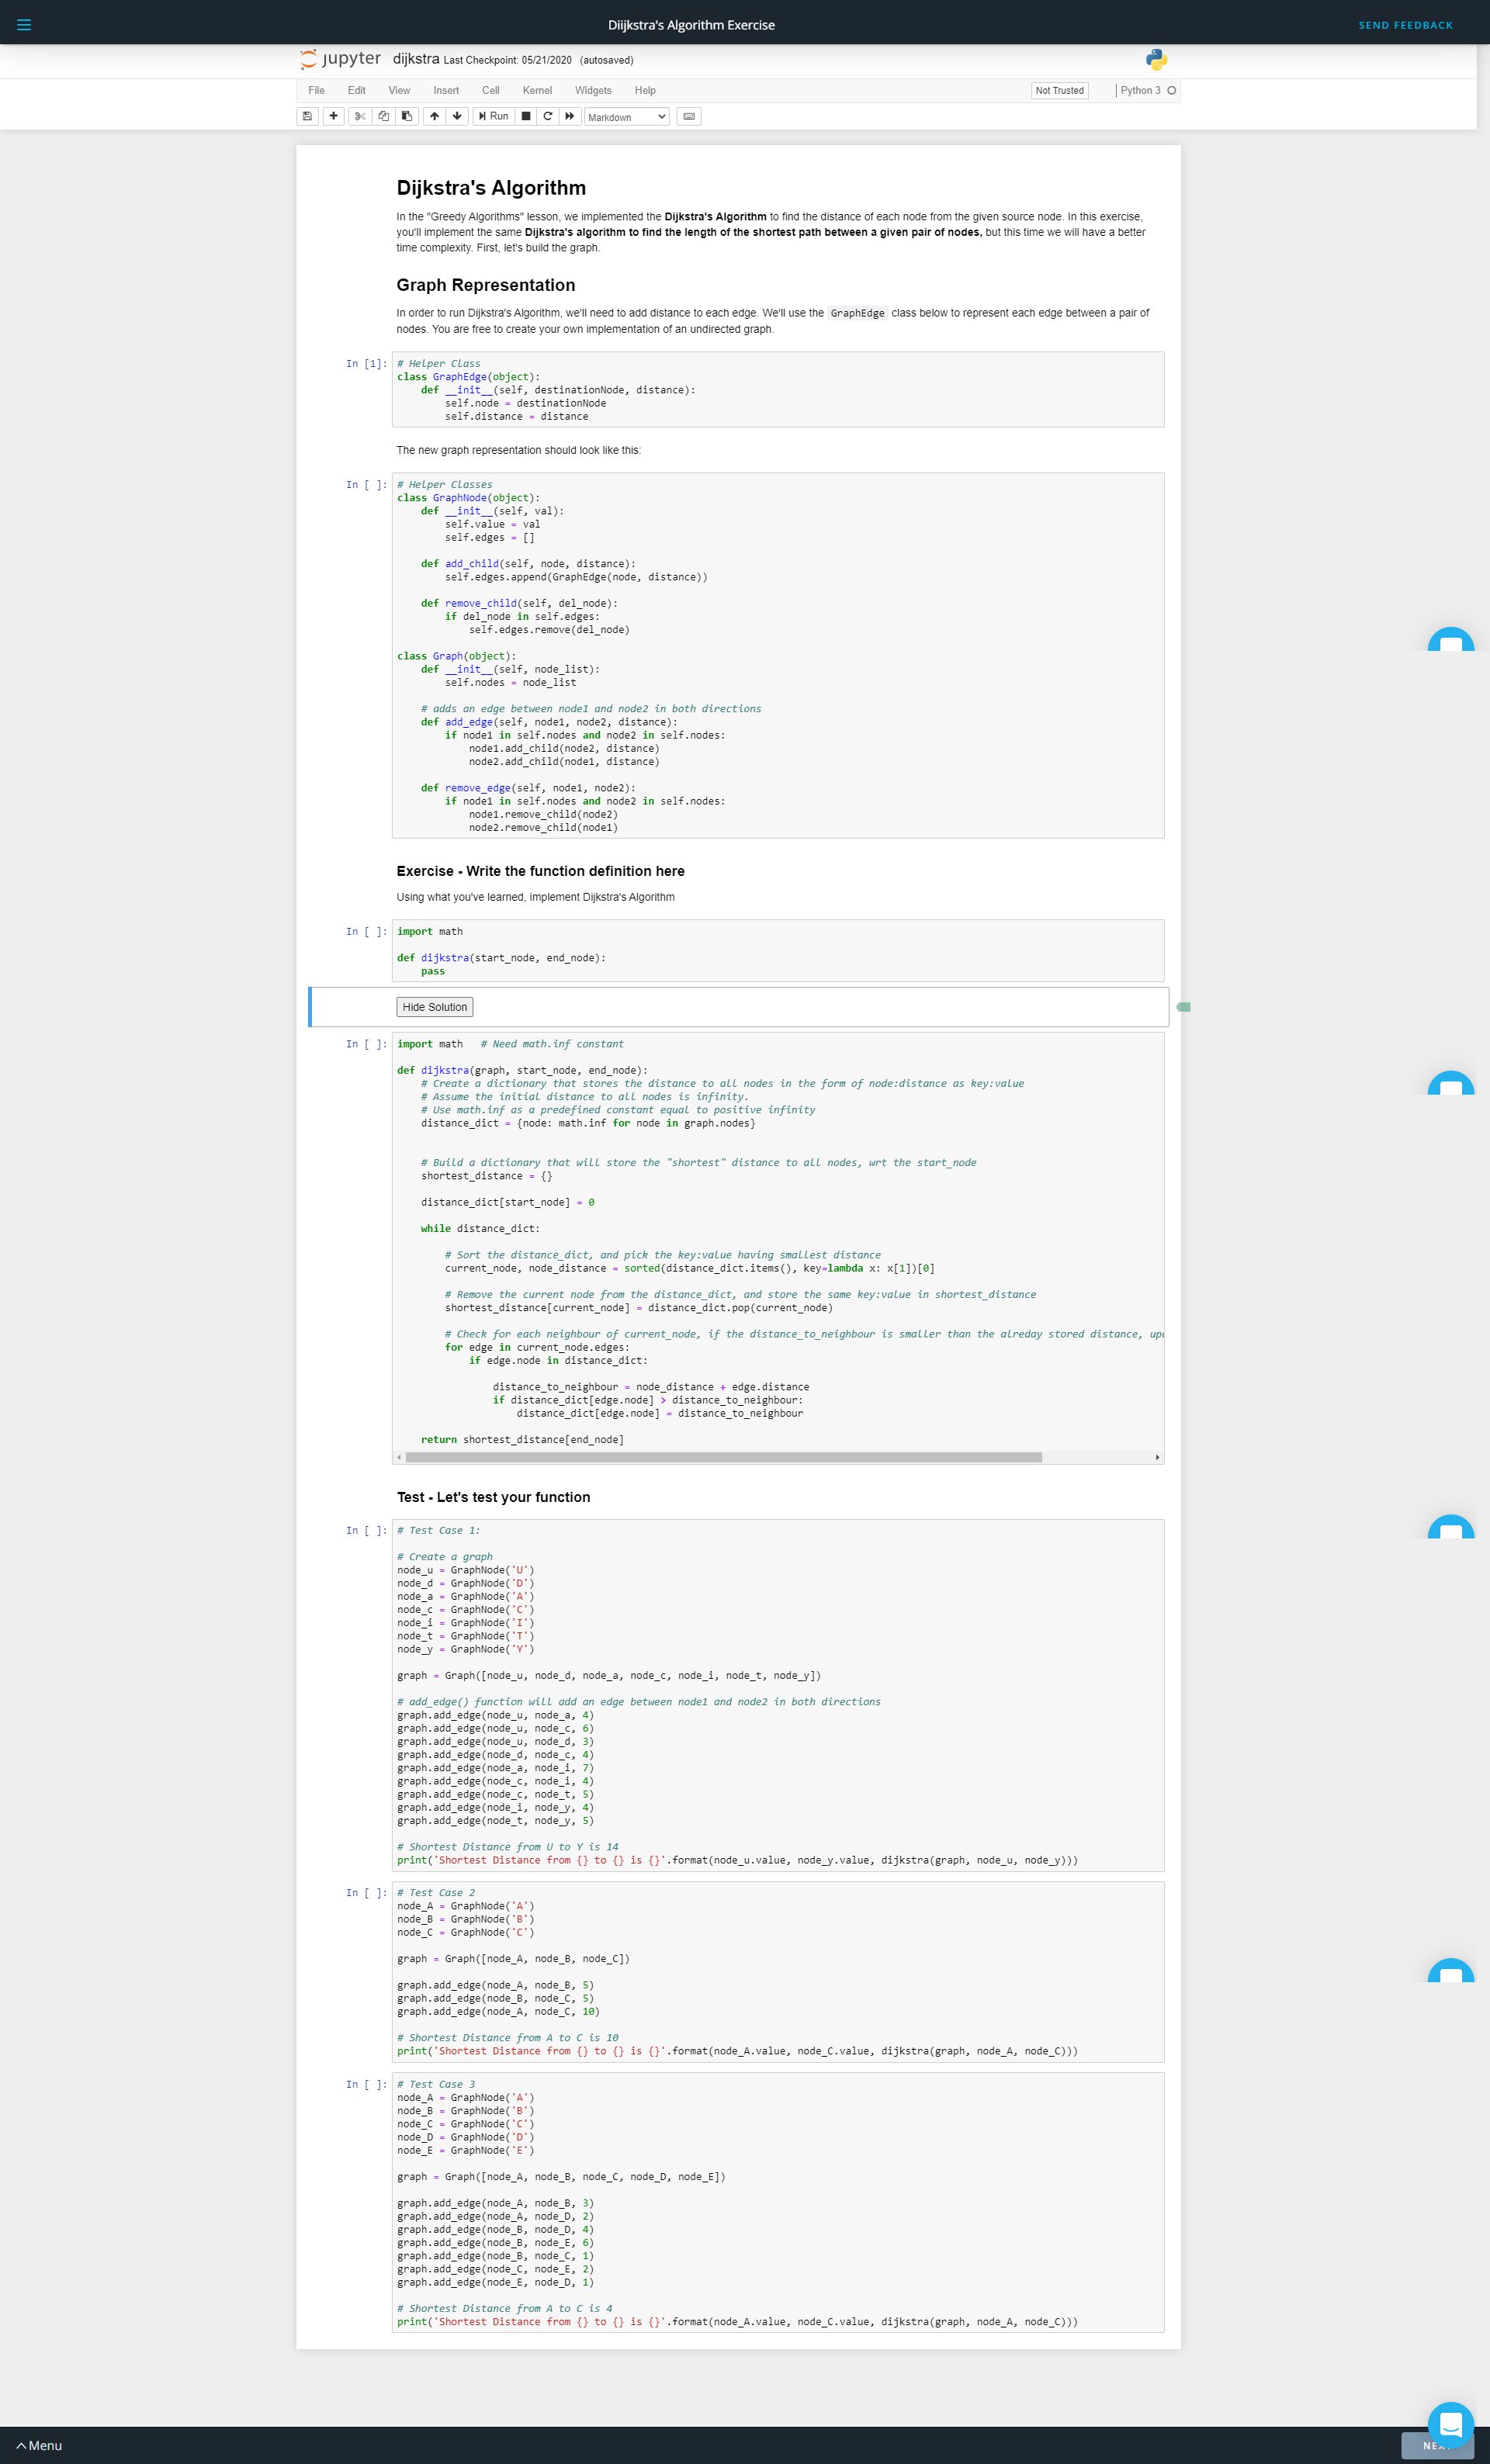 Diijkstra's Algorithm Exercise
SEND FEEDBACK
jupyter dijkstra Last Checkpoint: 05/21/2020 (autosaved)
File Edit View Insert Cell Kernel Widgets Help Not Trusted Python 3
Run Markdown
Dijkstra's Algorithm
In the "Greedy Algorithms" lesson, we implemented the Dijkstra's Algorithm to find the distance of each node from the given source node. In this exercise,
you'll implement the same Dijkstra's algorithm to find the length of the shortest path between a given pair of nodes, but this time we will have a better
time complexity. First, let's build the graph.
Graph Representation
In order to run Dijkstra's Algorithm, we'll need to add distance to each edge. We'll use the GraphEdge class below to represent each edge between a pair of
nodes. You are free to create your own implementation of an undirected graph.
In [1]: # Helper Class
class GraphEdge(object):
    def __init__(self, destinationNode, distance):
        self.node = destinationNode
        self.distance = distance
The new graph representation should look like this:
In [ ]: # Helper Classes
class GraphNode(object):
    def __init__(self, val):
        self.value = val
        self.edges = []
    def add_child(self, node, distance):
        self.edges.append(GraphEdge(node, distance))
    def remove_child(self, del_node):
        if del_node in self.edges:
            self.edges.remove(del_node)
class Graph(object):
    def __init__(self, node_list):
        self.nodes = node_list
    # adds an edge between node1 and node2 in both directions
    def add_edge(self, node1, node2, distance):
        if node1 in self.nodes and node2 in self.nodes:
            node1.add_child(node2, distance)
            node2.add_child(node1, distance)
    def remove_edge(self, node1, node2):
        if node1 in self.nodes and node2 in self.nodes:
            node1.remove_child(node2)
            node2.remove_child(node1)
Exercise - Write the function definition here
Using what you've learned, implement Dijkstra's Algorithm
In [ ]: import math
def dijkstra(start_node, end_node):
    pass
Hide Solution
In [ ]: import math   # Need math.inf constant
def dijkstra(graph, start_node, end_node):
    # Create a dictionary that stores the distance to all nodes in the form of node:distance as key:value
    # Assume the initial distance to all nodes is infinity.
    # Use math.inf as a predefined constant equal to positive infinity
    distance_dict = {node: math.inf for node in graph.nodes}
    # Build a dictionary that will store the "shortest" distance to all nodes, wrt the start_node
    shortest_distance = {}
    distance_dict[start_node] = 0
    while distance_dict:
        # Sort the distance_dict, and pick the key:value having smallest distance
        current_node, node_distance = sorted(distance_dict.items(), key=lambda x: x[1])[0]
        # Remove the current node from the distance_dict, and store the same key:value in shortest_distance
        shortest_distance[current_node] = distance_dict.pop(current_node)
        # Check for each neighbour of current_node, if the distance_to_neighbour is smaller than the alreday stored distance,
        for edge in current_node.edges:
            if edge.node in distance_dict:
                distance_to_neighbour = node_distance + edge.distance
                if distance_dict[edge.node] > distance_to_neighbour:
                    distance_dict[edge.node] = distance_to_neighbour
    return shortest_distance[end_node]
Test - Let's test your function
In [ ]: # Test Case 1:
# Create a graph
node_u = GraphNode('U')
node_d = GraphNode('D')
node_a = GraphNode('A')
node_c = GraphNode('C')
node_i = GraphNode('I')
node_t = GraphNode('T')
node_y = GraphNode('Y')
graph = Graph([node_u, node_d, node_a, node_c, node_i, node_t, node_y])
# add_edge() function will add an edge between node1 and node2 in both directions
graph.add_edge(node_u, node_a, 4)
graph.add_edge(node_u, node_c, 6)
graph.add_edge(node_u, node_d, 3)
graph.add_edge(node_d, node_c, 4)
graph.add_edge(node_a, node_i, 7)
graph.add_edge(node_c, node_i, 4)
graph.add_edge(node_c, node_t, 5)
graph.add_edge(node_i, node_y, 4)
graph.add_edge(node_t, node_y, 5)
# Shortest Distance from U to Y is 14
print('Shortest Distance from {} to {} is {}'.format(node_u.value, node_y.value, dijkstra(graph, node_u, node_y)))
In [ ]: # Test Case 2
node_A = GraphNode('A')
node_B = GraphNode('B')
node_C = GraphNode('C')
graph = Graph([node_A, node_B, node_C])
graph.add_edge(node_A, node_B, 5)
graph.add_edge(node_B, node_C, 5)
graph.add_edge(node_A, node_C, 10)
# Shortest Distance from A to C is 10
print('Shortest Distance from {} to {} is {}'.format(node_A.value, node_C.value, dijkstra(graph, node_A, node_C)))
In [ ]: # Test Case 3
node_A = GraphNode('A')
node_B = GraphNode('B')
node_C = GraphNode('C')
node_D = GraphNode('D')
node_E = GraphNode('E')
graph = Graph([node_A, node_B, node_C, node_D, node_E])
graph.add_edge(node_A, node_B, 3)
graph.add_edge(node_A, node_D, 2)
graph.add_edge(node_B, node_D, 4)
graph.add_edge(node_B, node_E, 6)
graph.add_edge(node_B, node_C, 1)
graph.add_edge(node_C, node_E, 2)
graph.add_edge(node_E, node_D, 1)
# Shortest Distance from A to C is 4
print('Shortest Distance from {} to {} is {}'.format(node_A.value, node_C.value, dijkstra(graph, node_A, node_C)))
Menu